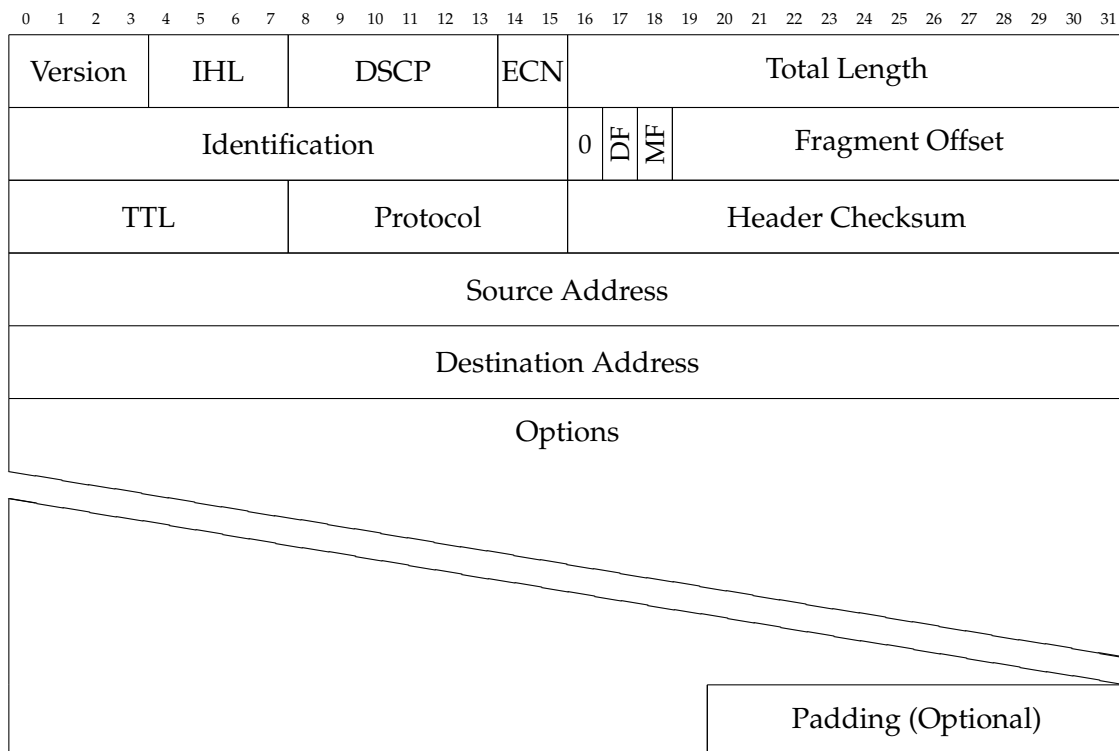 0 1 2 3 4 5 6 7 8 9 10 11 12 13 14 15 16 17 18 19 20 21 22 23 24 25 26 27 28 29 30 31
Version IHL DSCP ECN Total Length
Identification 0 DF MF Fragment Offset
TTL Protocol Header Checksum
Source Address
Destination Address
Options
Padding (Optional)